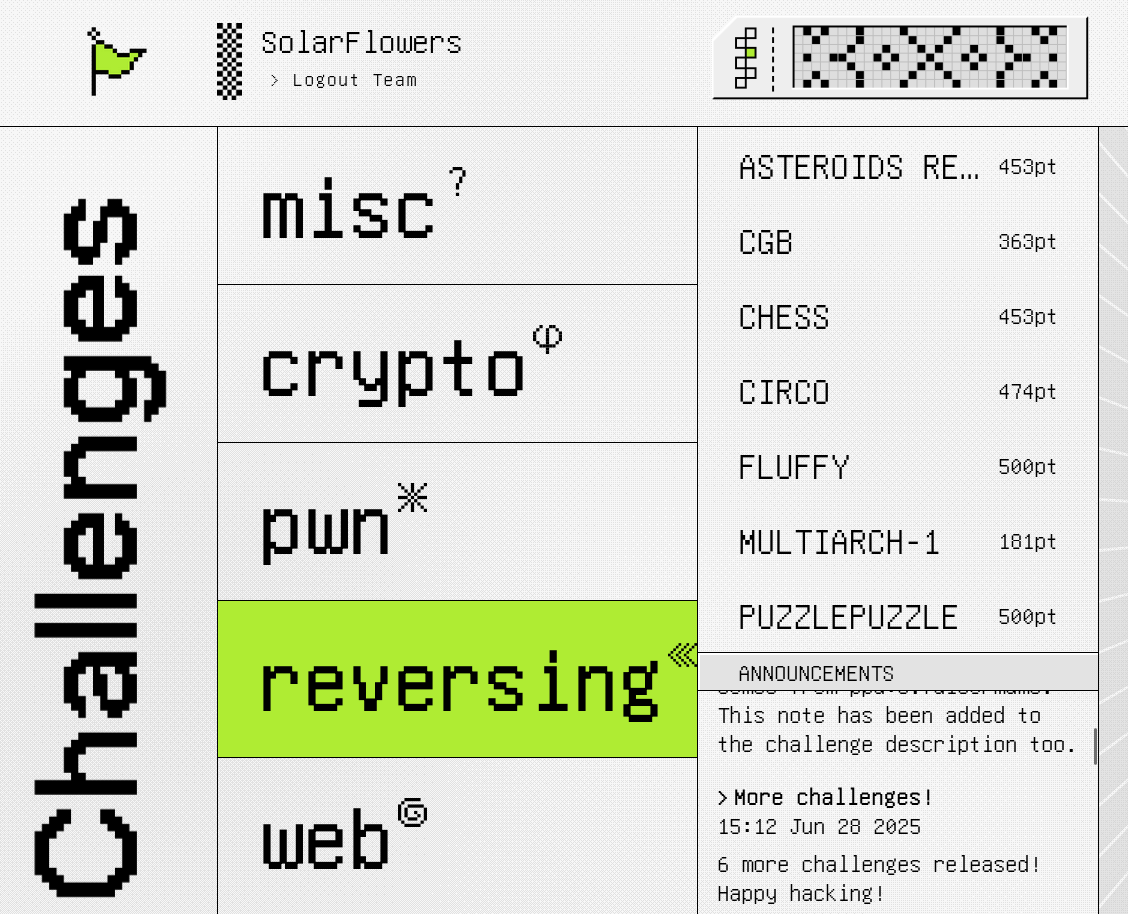 SolarFlowers
> Logout Team
Challenges
misc ?
crypto φ
pwn *
reversing «
web
ASTEROIDS RE… 453pt
CGB 363pt
CHESS 453pt
CIRCO 474pt
FLUFFY 500pt
MULTIARCH-1 181pt
PUZZLEPUZZLE 500pt
ANNOUNCEMENTS
This note has been added to
the challenge description too.
> More challenges!
15:12 Jun 28 2025
6 more challenges released!
Happy hacking!